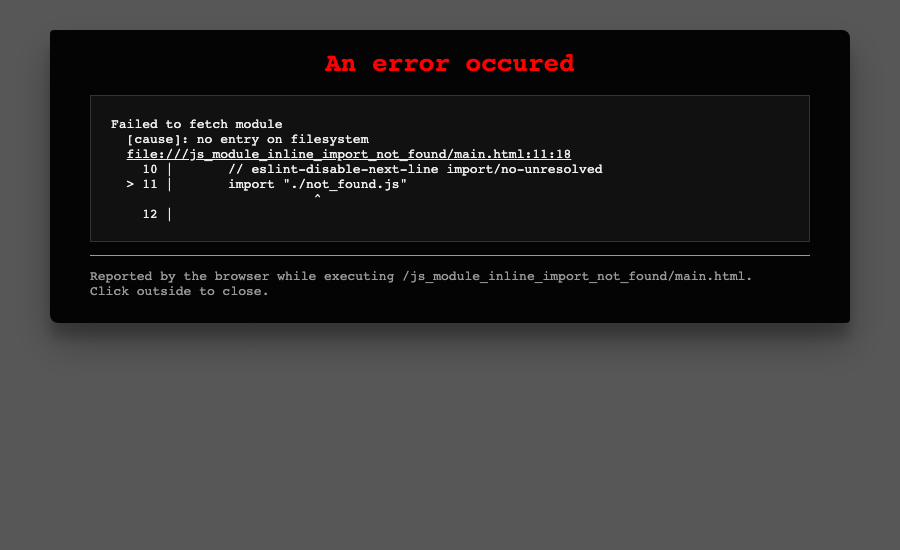 An error occured
Failed to fetch module
  [cause]: no entry on filesystem
  file:///js_module_inline_import_not_found/main.html:11:18
    10 |       // eslint-disable-next-line import/no-unresolved
  > 11 |       import "./not_found.js"
                          ^
    12 |
Reported by the browser while executing /js_module_inline_import_not_found/main.html.
Click outside to close.